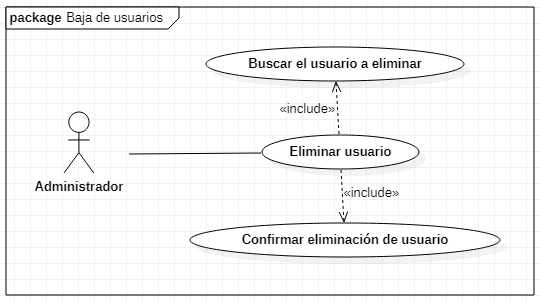 package Baja de usuarios
Buscar el usuario a eliminar
«include»
Eliminar usuario
Administrador
«include»
Confirmar eliminación de usuario